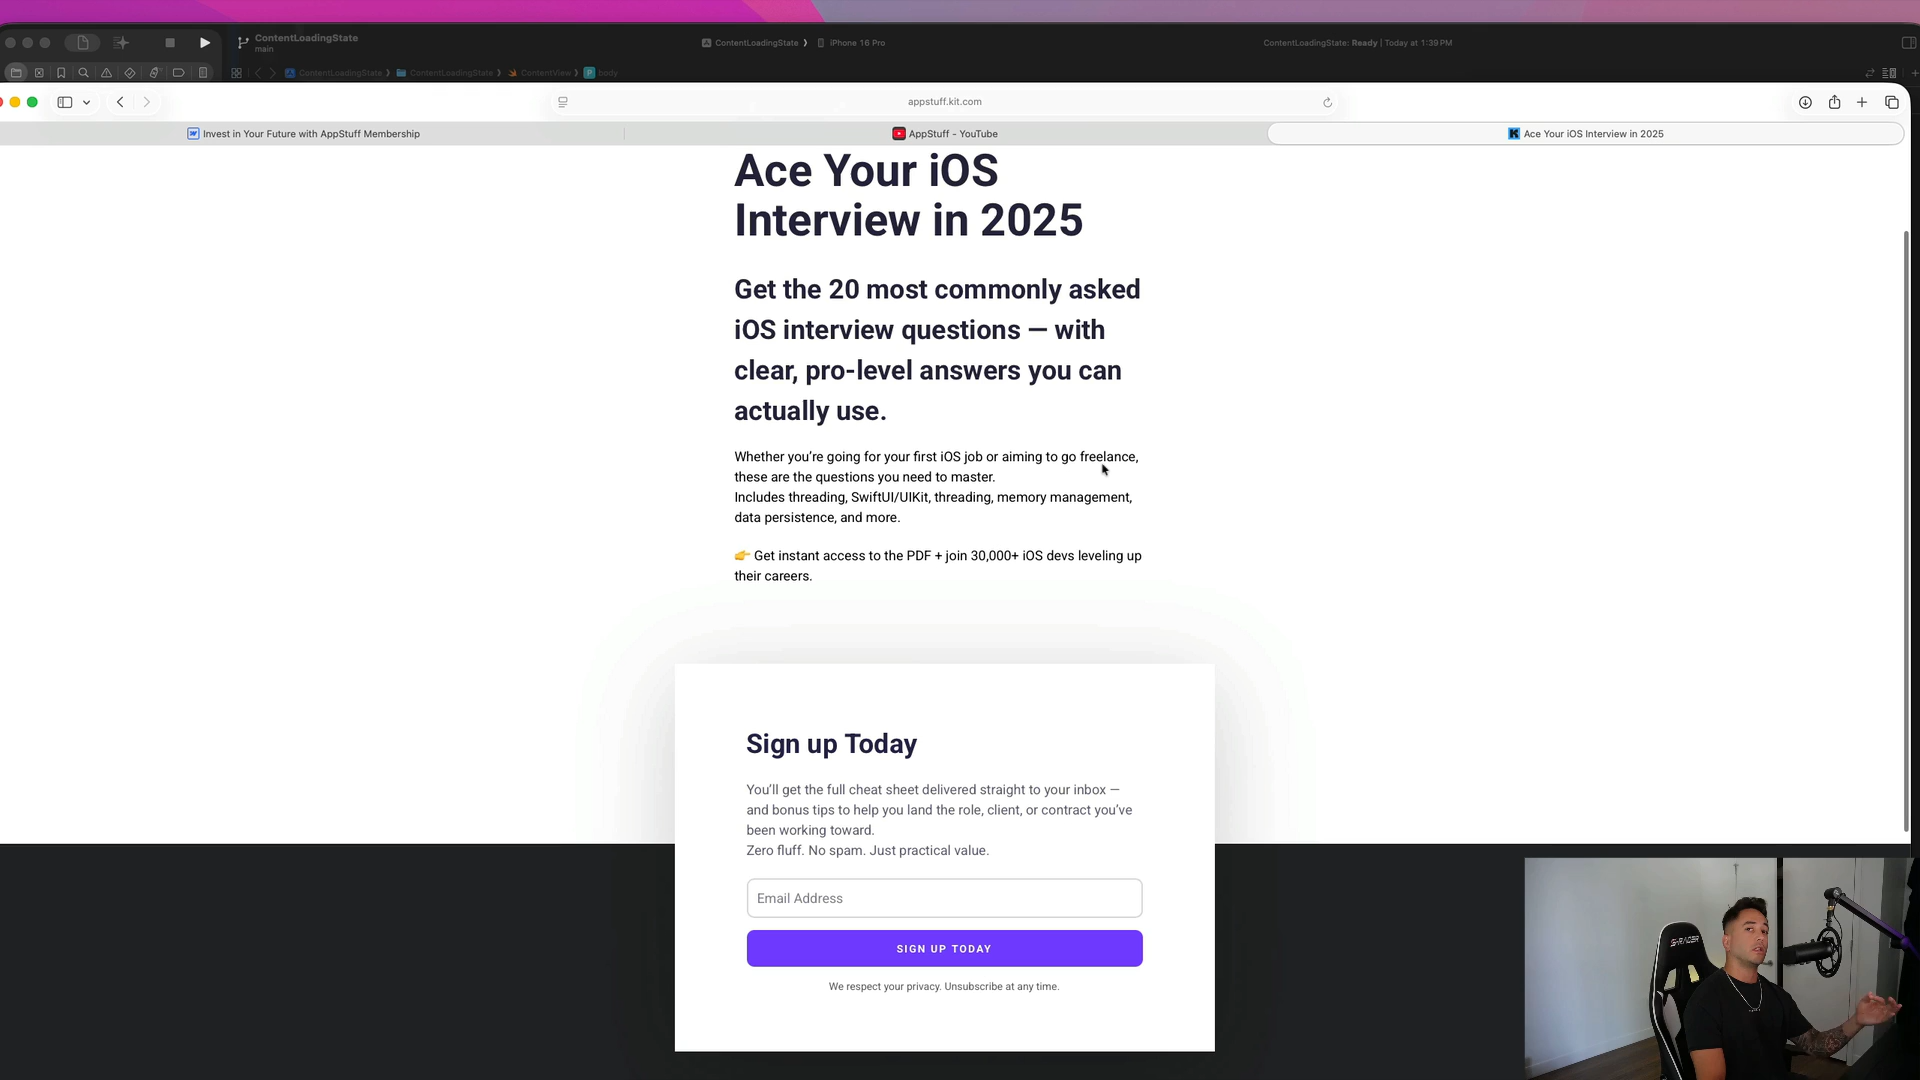 ContentLoadingState
main
ContentLoadingState
iPhone 16 Pro
ContentLoadingState: Ready | Today at 1:39 PM
ContentLoadingState
ContentLoadingState
ContentView
body
appstuff.kit.com
Invest in Your Future with AppStuff Membership
AppStuff - YouTube
Ace Your iOS Interview in 2025
Ace Your iOS
Interview in 2025
Get the 20 most commonly asked
iOS interview questions — with
clear, pro-level answers you can
actually use.
Whether you're going for your first iOS job or aiming to go freelance,
these are the questions you need to master.
Includes threading, SwiftUI/UIKit, threading, memory management,
data persistence, and more.
👉 Get instant access to the PDF + join 30,000+ iOS devs leveling up
their careers.
Sign up Today
You'll get the full cheat sheet delivered straight to your inbox —
and bonus tips to help you land the role, client, or contract you've
been working toward.
Zero fluff. No spam. Just practical value.
Email Address
SIGN UP TODAY
We respect your privacy. Unsubscribe at any time.